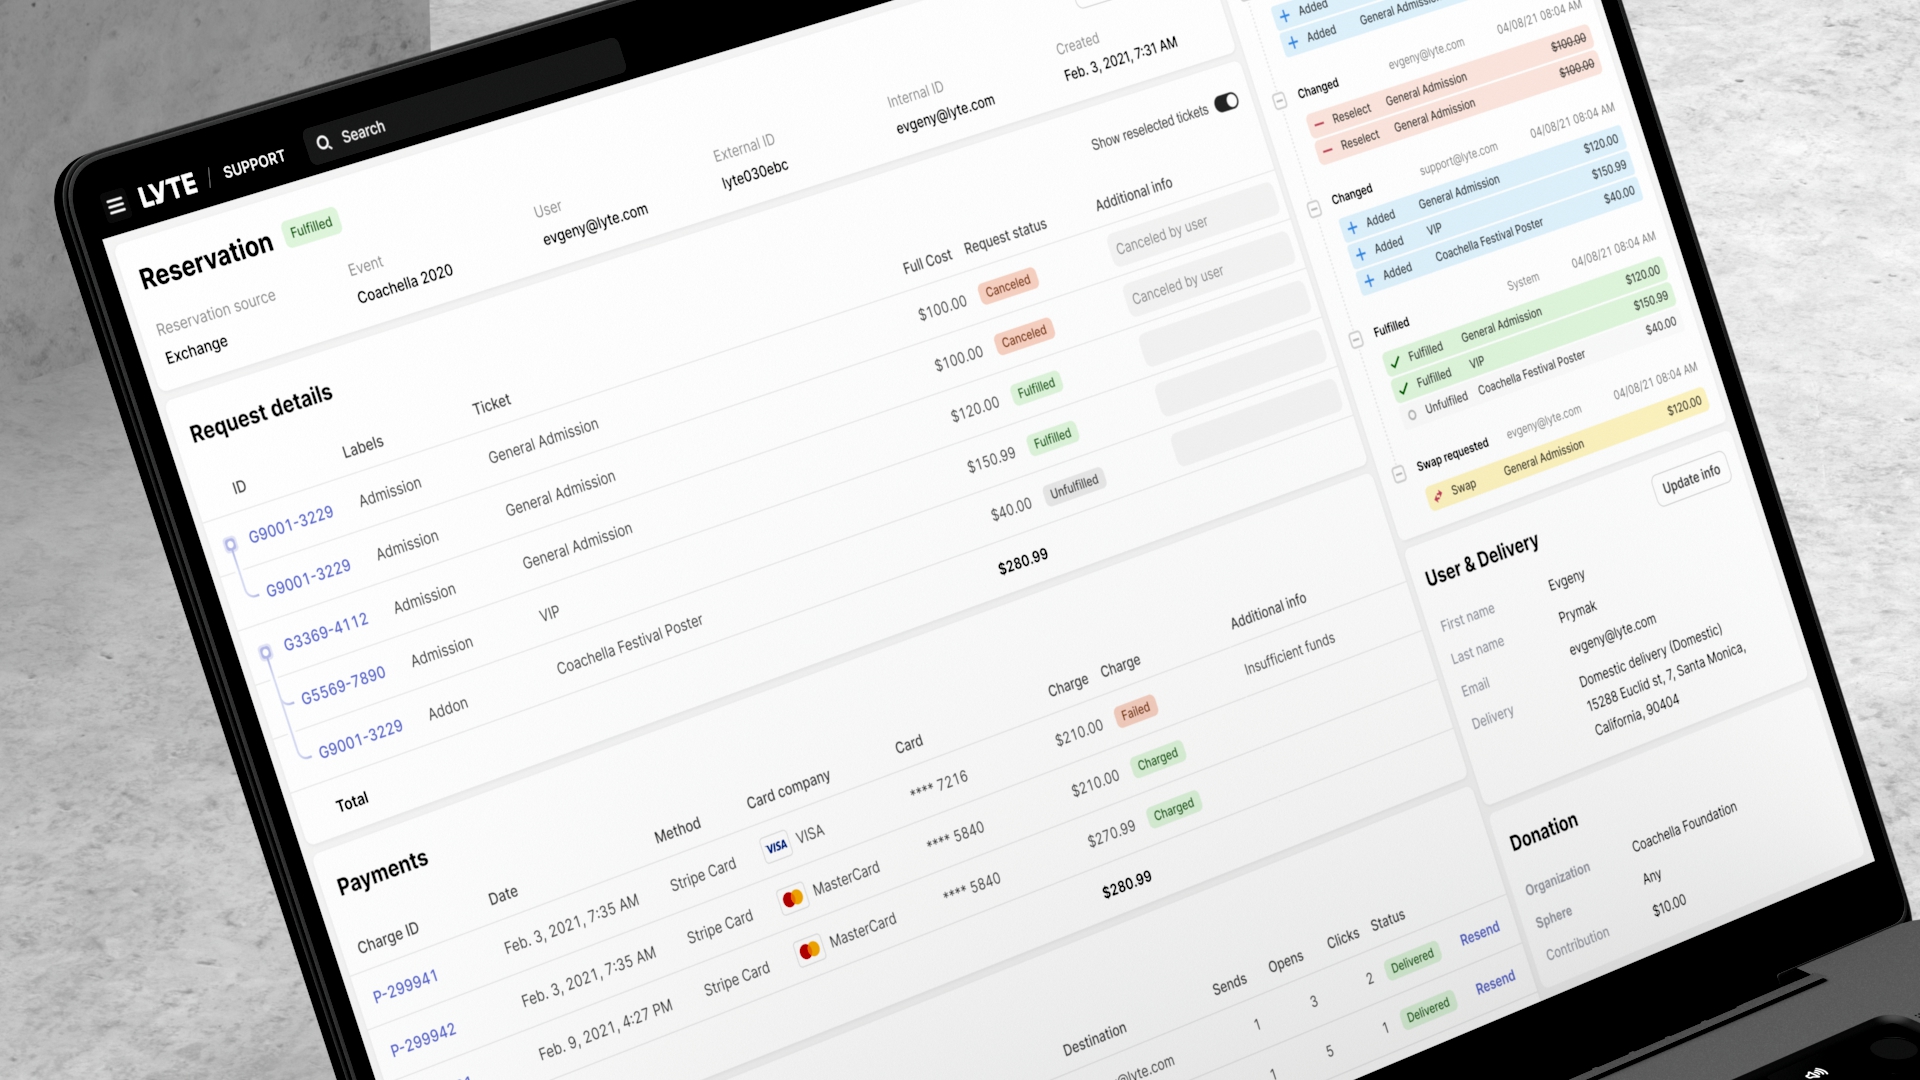 LYTE SUPPORT Search
Reservation Fulfilled
Reservation source Event User External ID Internal ID Created
Exchange Coachella 2020 evgeny@lyte.com lyte030ebc evgeny@lyte.com Feb. 3, 2021, 7:31 AM
Request details Show reselected tickets
ID Labels Ticket Full Cost Request status Additional info
G9001-3229 Admission General Admission $100.00 Canceled Canceled by user
G9001-3229 Admission General Admission $100.00 Canceled Canceled by user
G3369-4112 Admission General Admission $120.00 Fulfilled
G5569-7890 Admission VIP $150.99 Fulfilled
G9001-3229 Addon Coachella Festival Poster $40.00 Unfulfilled
Total $280.99
Payments
Charge ID Date Method Card company Card Charge Charge Additional info
P-299941 Feb. 3, 2021, 7:35 AM Stripe Card VISA VISA **** 7216 $210.00 Failed Insufficient funds
P-299942 Feb. 3, 2021, 7:35 AM Stripe Card MasterCard **** 5840 $210.00 Charged
Feb. 9, 2021, 4:27 PM Stripe Card MasterCard **** 5840 $270.99 Charged
$280.99
Destination Sends Opens Clicks Status
@lyte.com 1 3 2 Delivered Resend
1 5 1 Delivered Resend
Added
Added General Admission
Changed evgeny@lyte.com 04/08/21 08:04 AM
Reselect General Admission $100.00
Reselect General Admission $100.00
Changed support@lyte.com 04/08/21 08:04 AM
Added General Admission $120.00
Added VIP $150.99
Added Coachella Festival Poster $40.00
Fulfilled System 04/08/21 08:04 AM
Fulfilled General Admission $120.00
Fulfilled VIP $150.99
Unfulfilled Coachella Festival Poster $40.00
Swap requested evgeny@lyte.com 04/08/21 08:04 AM
Swap General Admission $120.00
User & Delivery Update info
First name Evgeny
Last name Prymak
Email evgeny@lyte.com
Delivery Domestic delivery (Domestic)
15288 Euclid st, 7, Santa Monica,
California, 90404
Donation
Organization Coachella Foundation
Sphere Any
Contribution $10.00